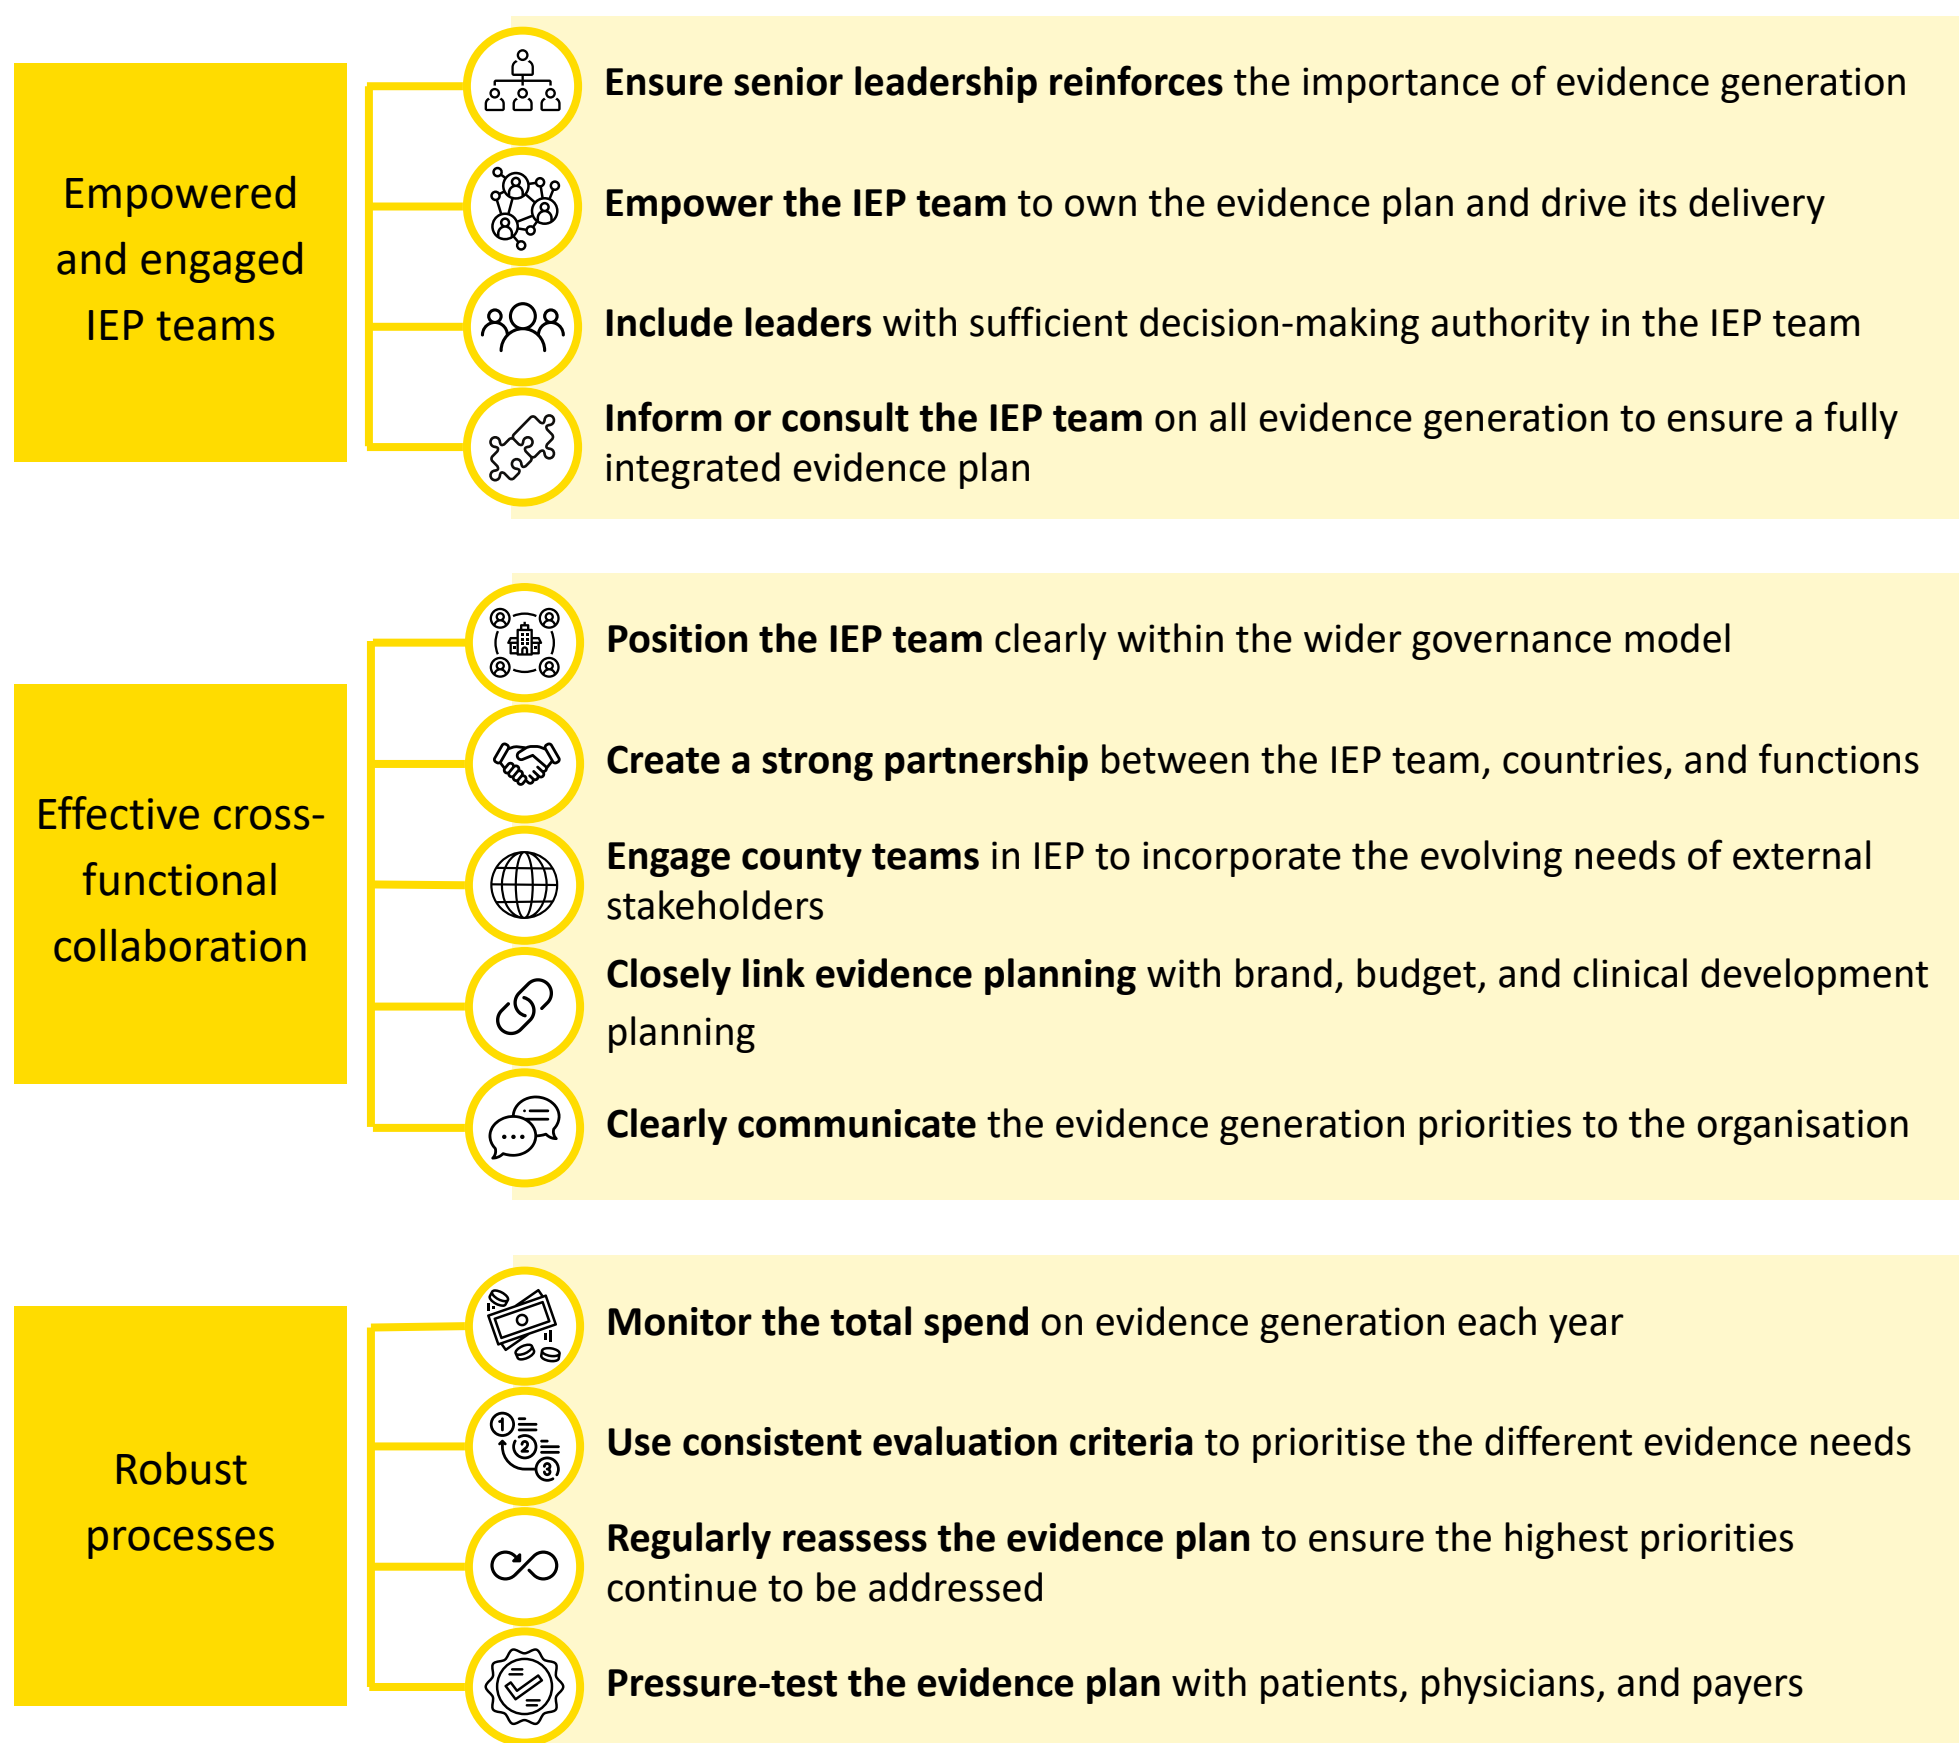 Empowered
and engaged
IEP teams
Ensure senior leadership reinforces the importance of evidence generation
Empower the IEP team to own the evidence plan and drive its delivery
Include leaders with sufficient decision-making authority in the IEP team
Inform or consult the IEP team on all evidence generation to ensure a fully
integrated evidence plan
Effective cross-
functional
collaboration
Position the IEP team clearly within the wider governance model
Create a strong partnership between the IEP team, countries, and functions
Engage county teams in IEP to incorporate the evolving needs of external
stakeholders
Closely link evidence planning with brand, budget, and clinical development
planning
Clearly communicate the evidence generation priorities to the organisation
Robust
processes
Monitor the total spend on evidence generation each year
1
2
3
Use consistent evaluation criteria to prioritise the different evidence needs
Regularly reassess the evidence plan to ensure the highest priorities
continue to be addressed
Pressure-test the evidence plan with patients, physicians, and payers